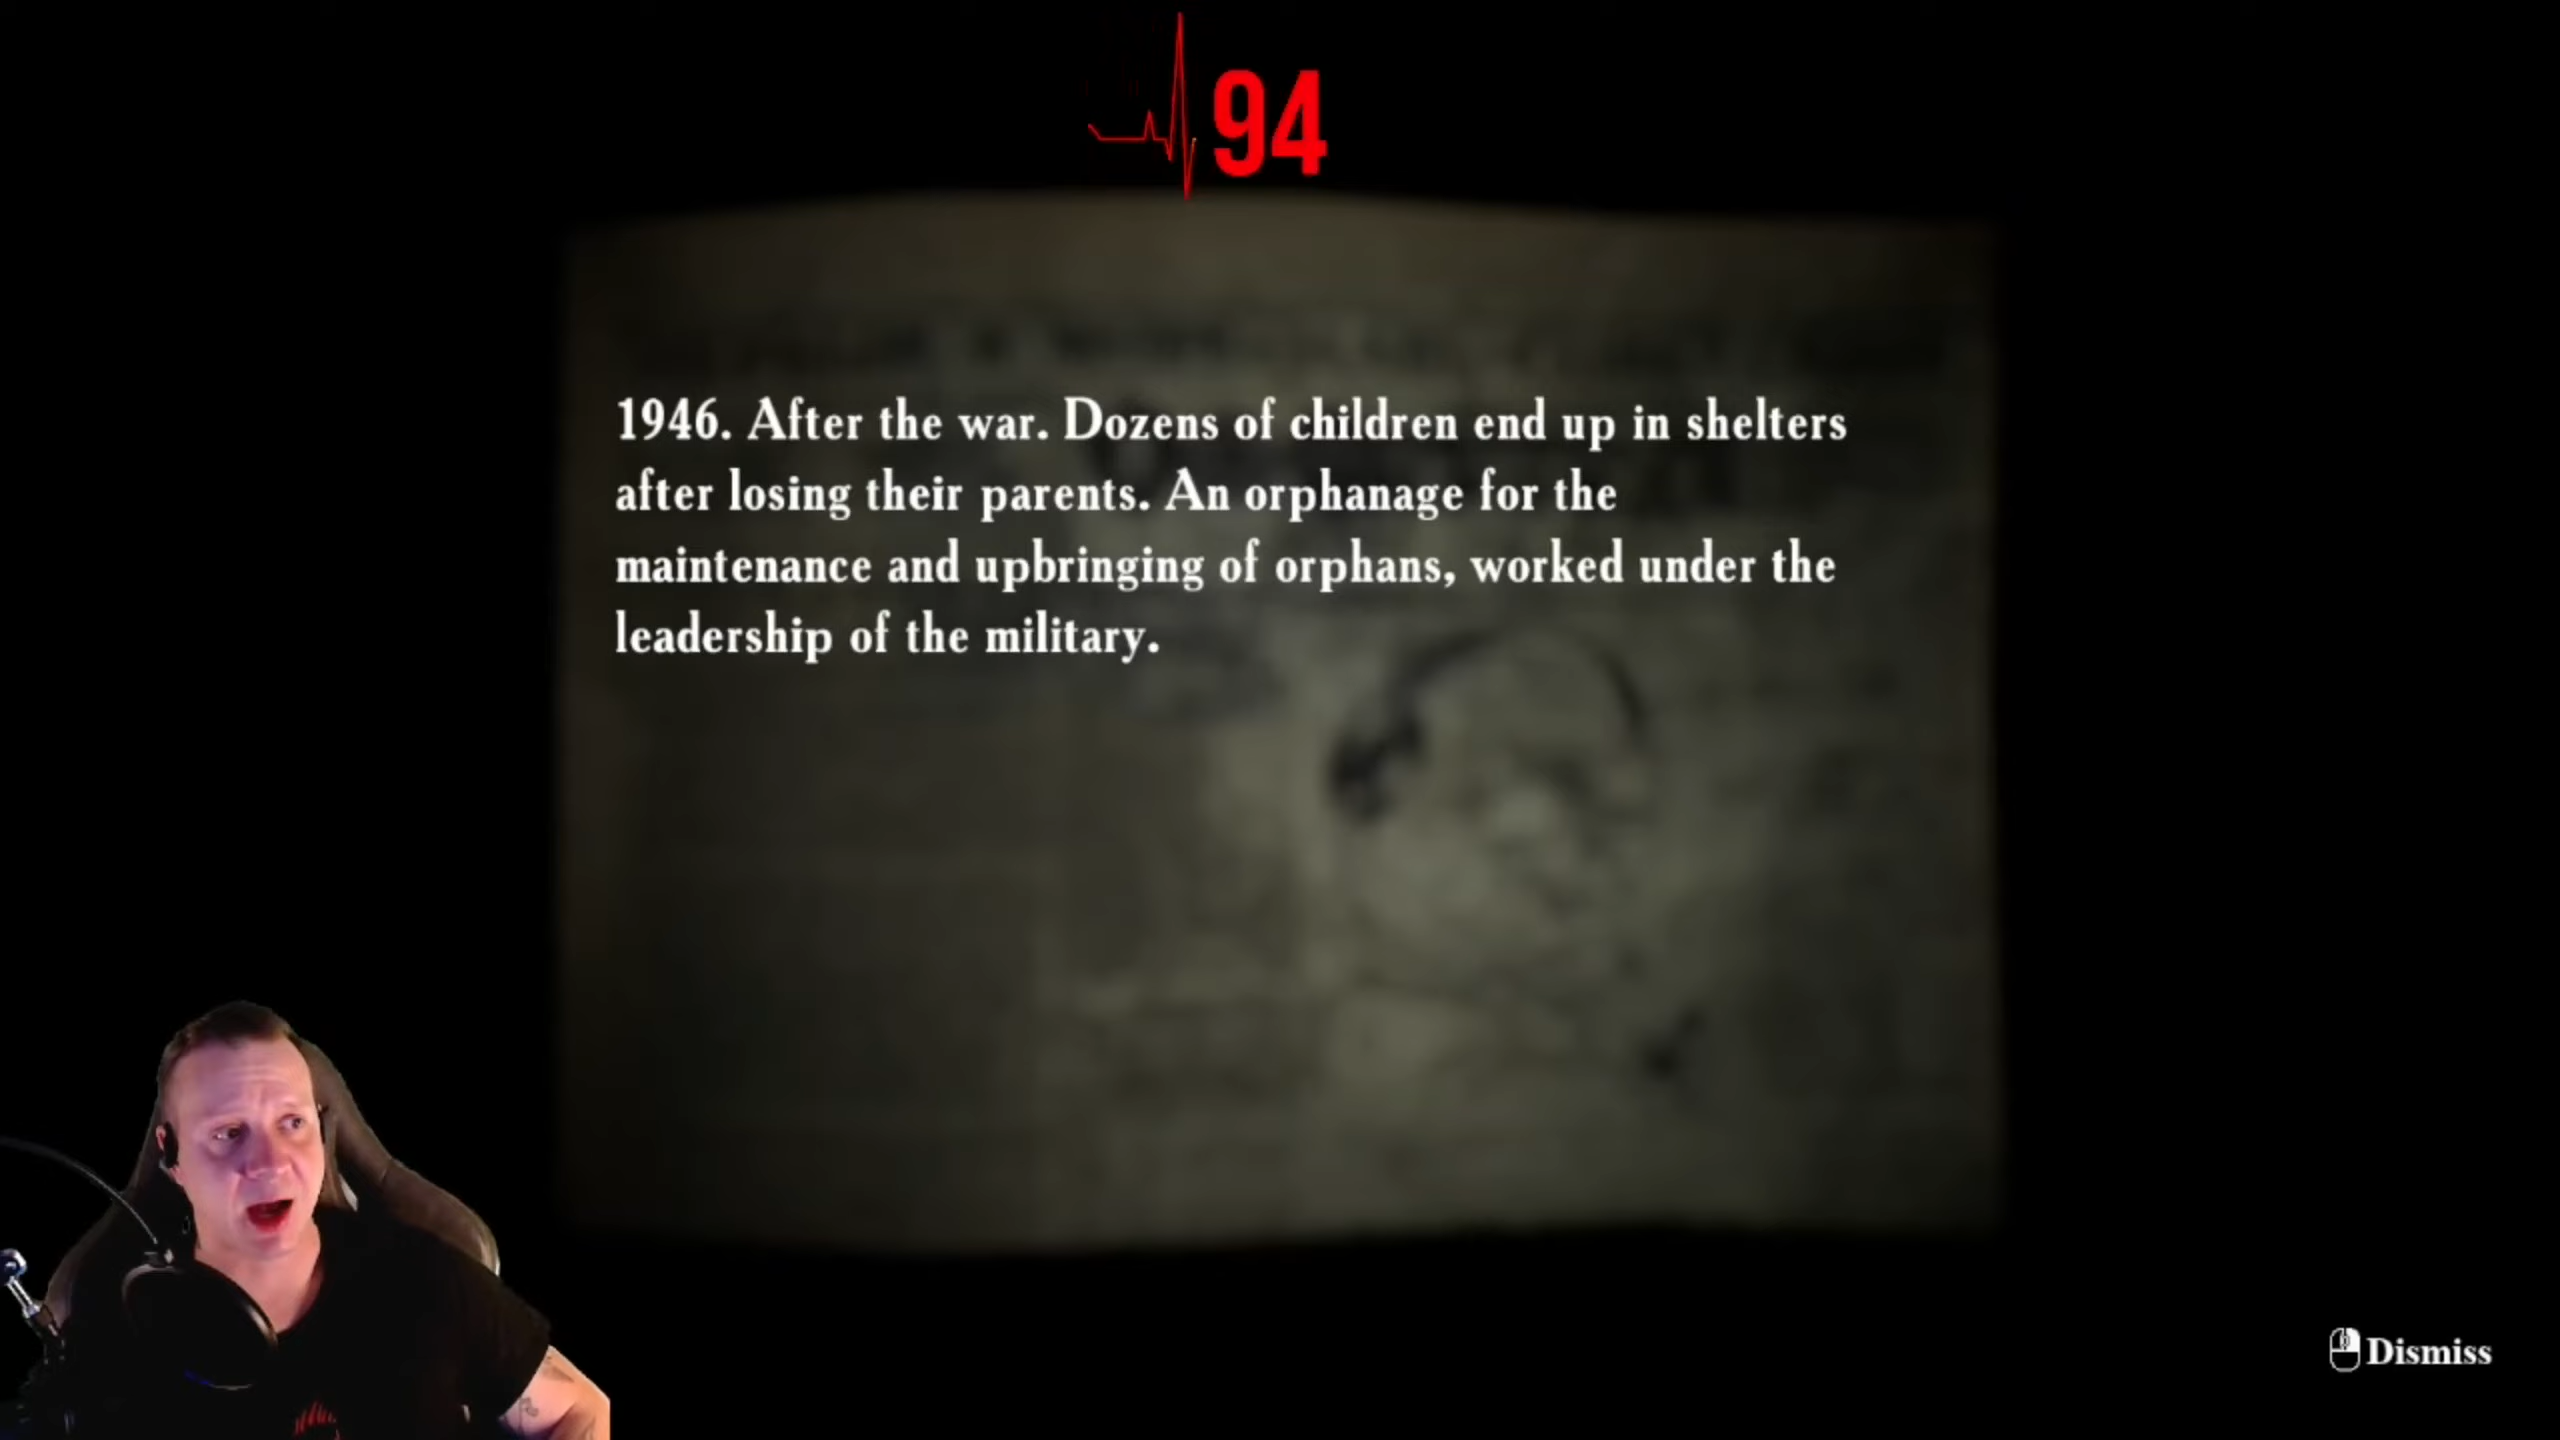 94
1946. After the war. Dozens of children end up in shelters
after losing their parents. An orphanage for the
maintenance and upbringing of orphans, worked under the
leadership of the military.
Dismiss